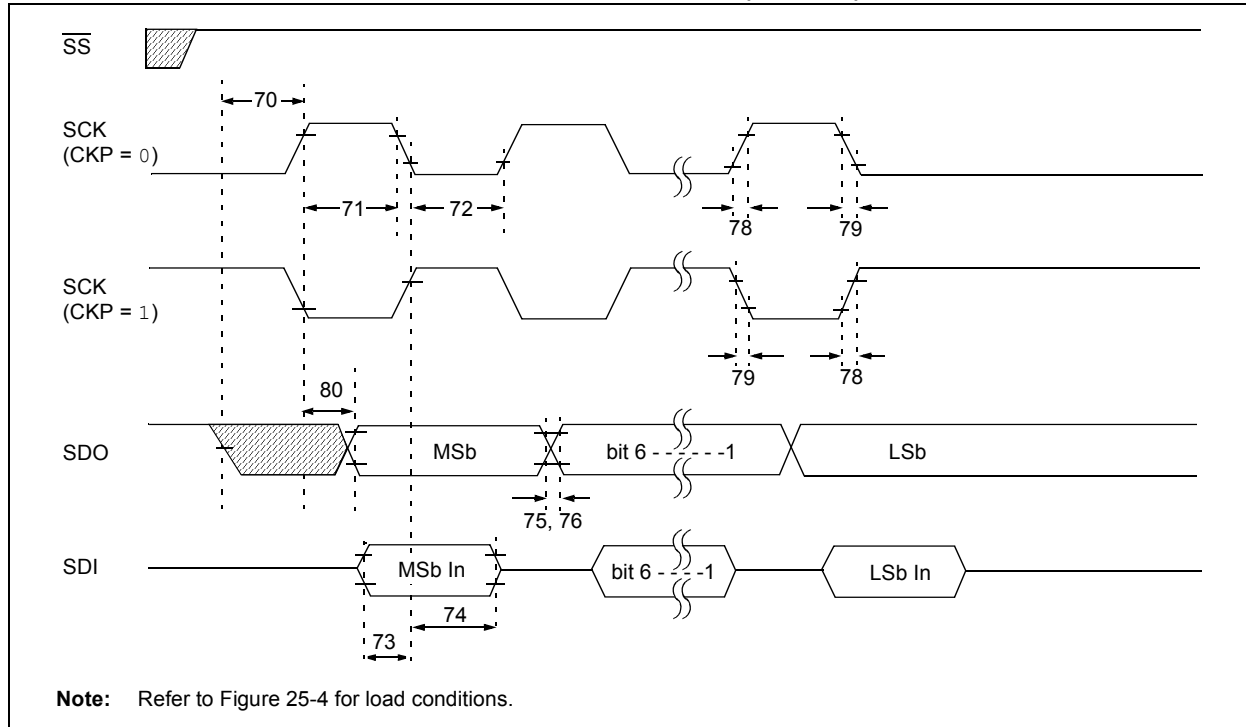 SS
70
SCK
(CKP = 0)
71
72
78
79
SCK
(CKP = 1)
79
78
80
SDO
MSb
bit 6 - - - - - -1
LSb
75, 76
SDI
MSb In
bit 6 - - - - -1
LSb In
74
73
Note: Refer to Figure 25-4 for load conditions.